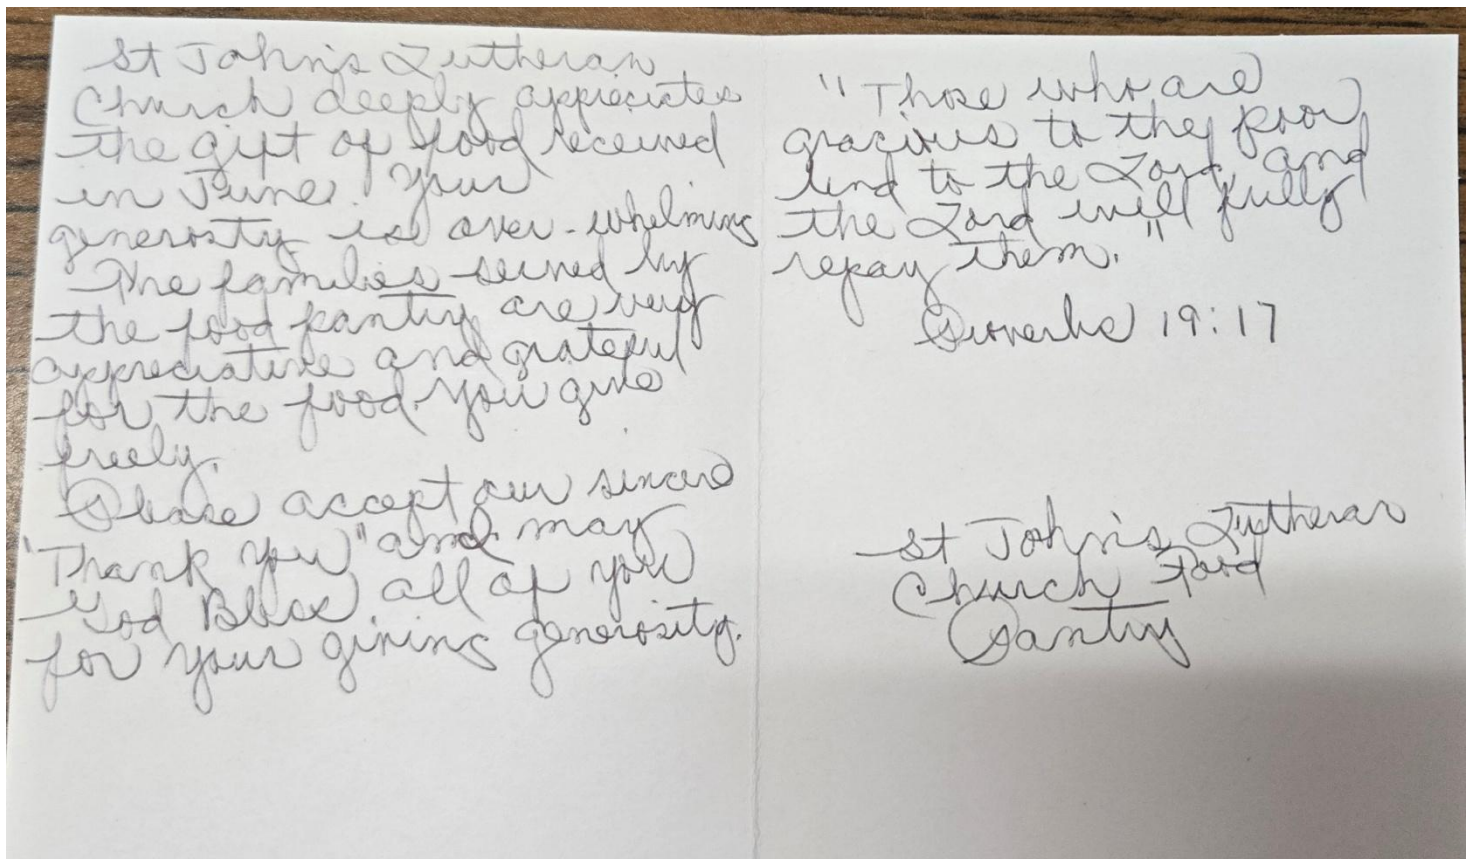 St John's Lutheran
Church deeply appreciates
the gift of food received
in June. Your
generosty is over-whelming
The families served by
the food pantry are very
appreciative and grateful
for the food you give
freely.
Please accept our sincere
"Thank You" and may
God Bless all of you
for your giving generosity.
"Those who are
gracious to the poor
lend to the Lord, and
the Lord will fully
repay them."
Proverbs 19:17
St John's Lutheran
Church Food
Pantry